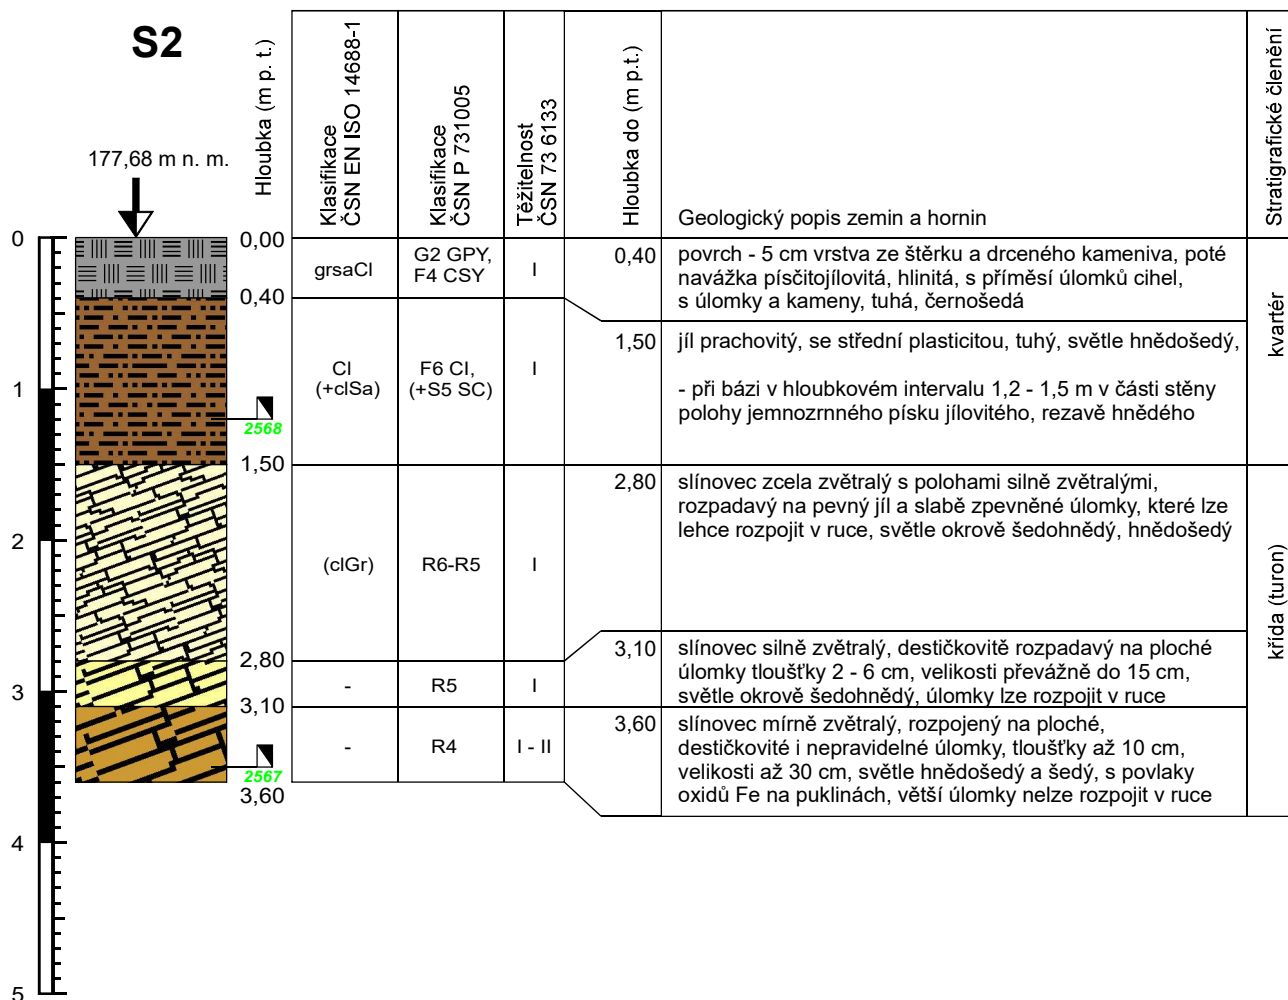 S2
177,68 m n. m.
Hloubka (m p. t.)
Klasifikace
ČSN EN ISO 14688-1
Klasifikace
ČSN P 731005
Těžitelnost
ČSN 73 6133
Hloubka do (m p.t.)
Geologický popis zemin a hornin
Stratigrafické členění
0
1
2
3
4
5
0,00
0,40
1,50
2,80
3,10
3,60
2568
2567
grsaCl
G2 GPY,
F4 CSY
I
0,40
povrch - 5 cm vrstva ze štěrku a drceného kameniva, poté
navážka písčitojílovitá, hlinitá, s příměsí úlomků cihel,
s úlomky a kameny, tuhá, černošedá
Cl
(+clSa)
F6 CI,
(+S5 SC)
I
1,50
jíl prachovitý, se střední plasticitou, tuhý, světle hnědošedý,
- při bázi v hloubkovém intervalu 1,2 - 1,5 m v části stěny
polohy jemnozrnného písku jílovitého, rezavě hnědého
kvartér
(clGr)
R6-R5
I
2,80
slínovec zcela zvětralý s polohami silně zvětralými,
rozpadavý na pevný jíl a slabě zpevněné úlomky, které lze
lehce rozpojit v ruce, světle okrově šedohnědý, hnědošedý
-
R5
I
3,10
slínovec silně zvětralý, destičkovitě rozpadavý na ploché
úlomky tloušťky 2 - 6 cm, velikosti převážně do 15 cm,
světle okrově šedohnědý, úlomky lze rozpojit v ruce
-
R4
I - II
3,60
slínovec mírně zvětralý, rozpojený na ploché,
destičkovité i nepravidelné úlomky, tloušťky až 10 cm,
velikosti až 30 cm, světle hnědošedý a šedý, s povlaky
oxidů Fe na puklinách, větší úlomky nelze rozpojit v ruce
křída (turon)